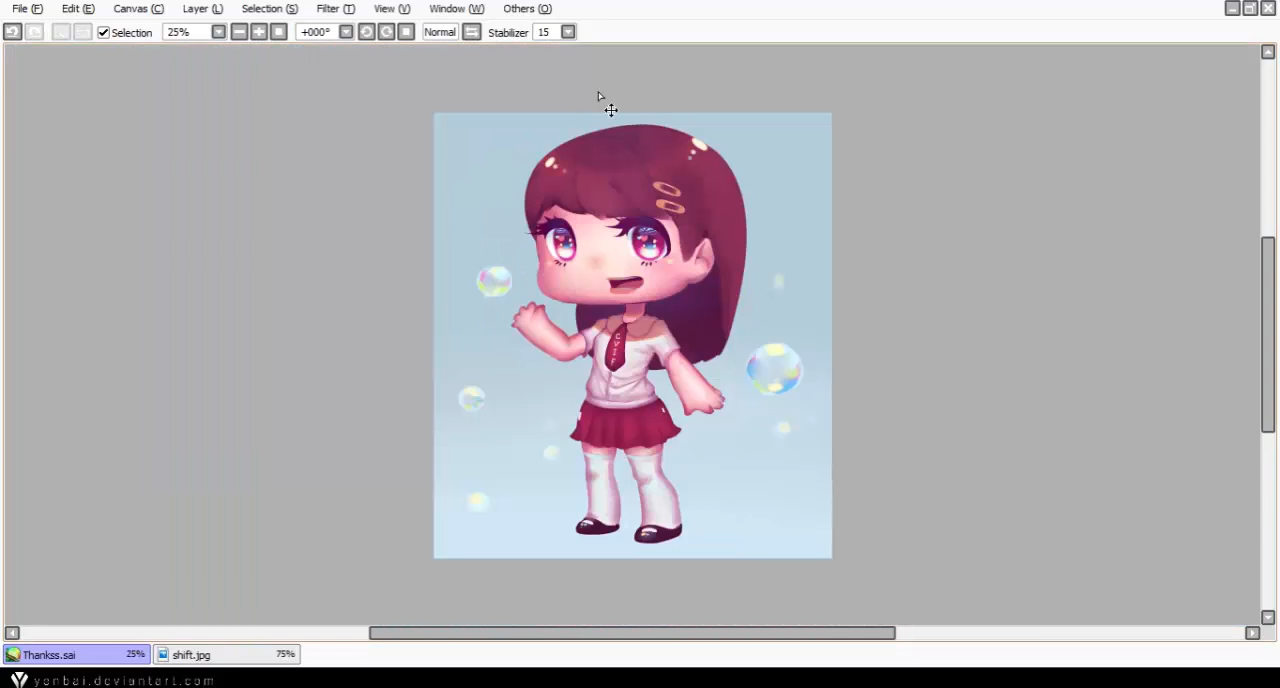 File (F) Edit (E) Canvas (C) Layer (L) Selection (S) Filter (T) View (V) Window (W) Others (O)
Selection 25% +000° Normal Stabilizer 15
Thankss.sai 25% shift.jpg 75%
yonbai.deviantart.com